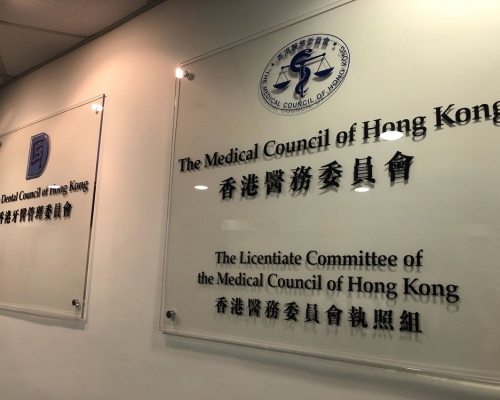 Dental Council of Hong Kong
香港牙醫管理委員會
香港醫務委員會
THE MEDICAL COUNCIL OF HONG KONG
The Medical Council of Hong Kong
香港醫務委員會
The Licentiate Committee of
the Medical Council of Hong Kong
香港醫務委員會執照組